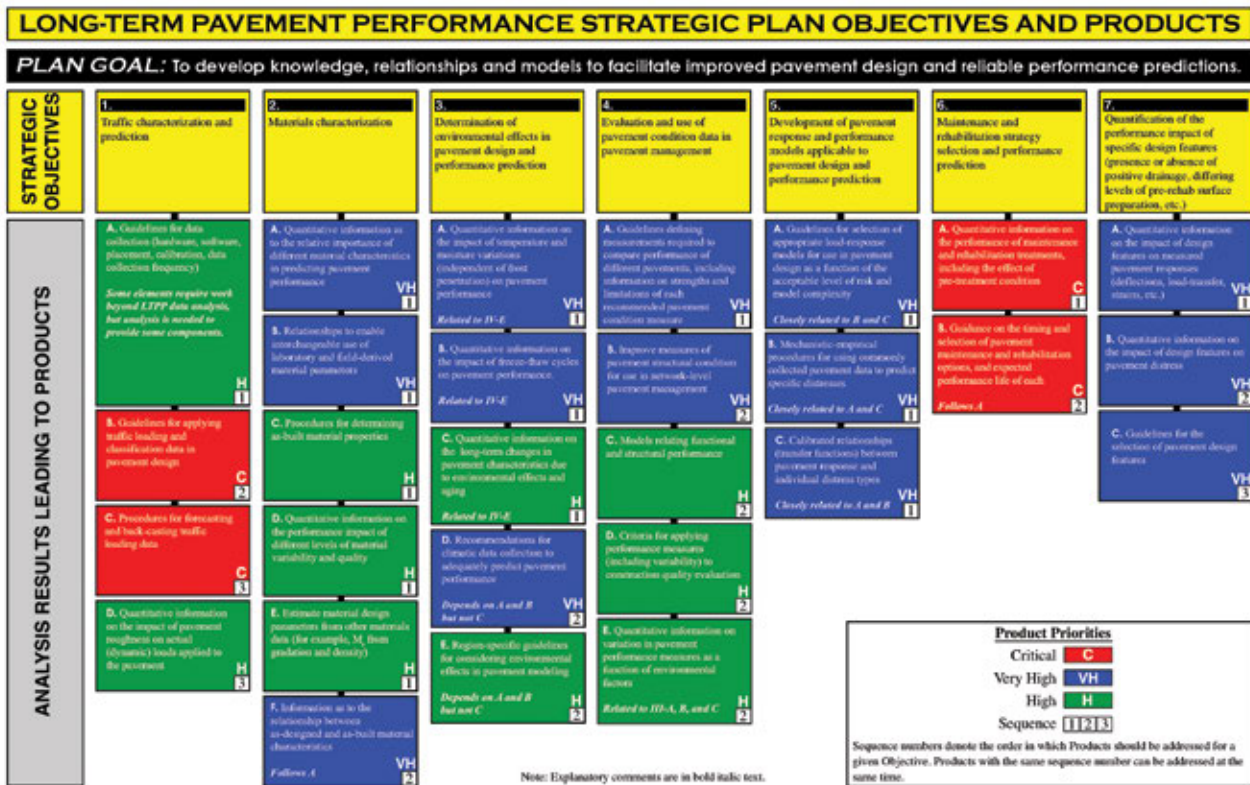 LONG-TERM PAVEMENT PERFORMANCE STRATEGIC PLAN OBJECTIVES AND PRODUCTS
PLAN GOAL: To develop knowledge, relationships and models to facilitate improved pavement design and reliable performance predictions.
STRATEGIC
OBJECTIVES
1.
Traffic characterization and
prediction
2.
Materials characterization
3.
Determination of
environmental effects in
pavement design and
performance prediction
4.
Evaluation and use of
pavement condition data in
pavement management
5.
Development of pavement
response and performance
models applicable to
pavement design and
performance prediction
6.
Maintenance and
rehabilitation strategy
selection and performance
prediction
7.
Quantification of the
performance impact of
specific design features
(presence or absence of
positive drainage, differing
levels of pre-rehab surface
preparation, etc.)
ANALYSIS RESULTS LEADING TO PRODUCTS
A. Guidelines for data
collection (hardware, software,
placement, calibration, data
collection frequency)
Some elements require work
beyond LTPP data analysis,
but analysis is needed to
provide some components.
H
1
B. Guidelines for applying
traffic loading and
classification data in
pavement design
C
2
C. Procedures for forecasting
and back-casting traffic
loading data
C
3
D. Quantitative information
on the impact of pavement
roughness on actual
(dynamic) loads applied to
the pavement
H
3
A. Quantitative information as
to the relative importance of
different material characteristics
in predicting pavement
performance
VH
1
B. Relationships to enable
interchangeable use of
laboratory and field-derived
material parameters
VH
1
C. Procedures for determining
as-built material properties
H
1
D. Quantitative information on
the performance impact of
different levels of material
variability and quality
H
1
E. Estimate material design
parameters from other materials
data (for example, Mr from
gradation and density)
H
1
F. Information as to the
relationship between
as-designed and as-built material
characteristics
Follows A
VH
2
A. Quantitative information on
the impact of temperature and
moisture variations
(independent of frost
penetration) on pavement
performance
Related to IV-E
VH
1
B. Quantitative information on
the impact of freeze-thaw cycles
on pavement performance.
Related to IV-E
VH
1
C. Quantitative information on
the long-term changes in
pavement characteristics due
to environmental effects and
aging
Related to IV-E
H
1
D. Recommendations for
climatic data collection to
adequately predict pavement
performance
Depends on A and B
but not C
VH
2
E. Region-specific guidelines
for considering environmental
effects in pavement modeling
Depends on A and B
but not C
H
2
A. Guidelines defining
measurements required to
compare performance of
different pavements, including
information on strengths and
limitations of each
recommended pavement
condition measure
VH
1
B. Improve measures of
pavement structural condition
for use in network-level
pavement management
VH
2
C. Models relating functional
and structural performance
H
2
D. Criteria for applying
performance measures
(including variability) to
construction quality evaluation
H
2
E. Quantitative information on
variation in pavement
performance measures as a
function of environmental
factors
Related to III-A, B, and C
H
2
A. Guidelines for selection of
appropriate load-response
models for use in pavement
design as a function of the
acceptable level of risk and
model complexity
Closely related to B and C
VH
1
B. Mechanistic-empirical
procedures for using commonly
collected pavement data to predict
specific distresses
Closely related to A and C
VH
1
C. Calibrated relationships
(transfer functions) between
pavement response and
individual distress types
Closely related to A and B
VH
1
A. Quantitative information on
the performance of maintenance
and rehabilitation treatments,
including the effect of
pre-treatment condition
C
1
B. Guidance on the timing and
selection of pavement
maintenance and rehabilitation
options, and expected
performance life of each
Follows A
C
2
A. Quantitative information
on the impact of design
features on measured
pavement responses
(deflections, load-transfer,
strains, etc.)
VH
1
B. Quantitative information on
the impact of design features on
pavement distress
VH
2
C. Guidelines for the
selection of pavement design
features
VH
3
Product Priorities
Critical C
Very High VH
High H
Sequence 1 2 3
Sequence numbers denote the order in which Products should be addressed for a
given Objective. Products with the same sequence number can be addressed at the
same time.
Note: Explanatory comments are in bold italic text.